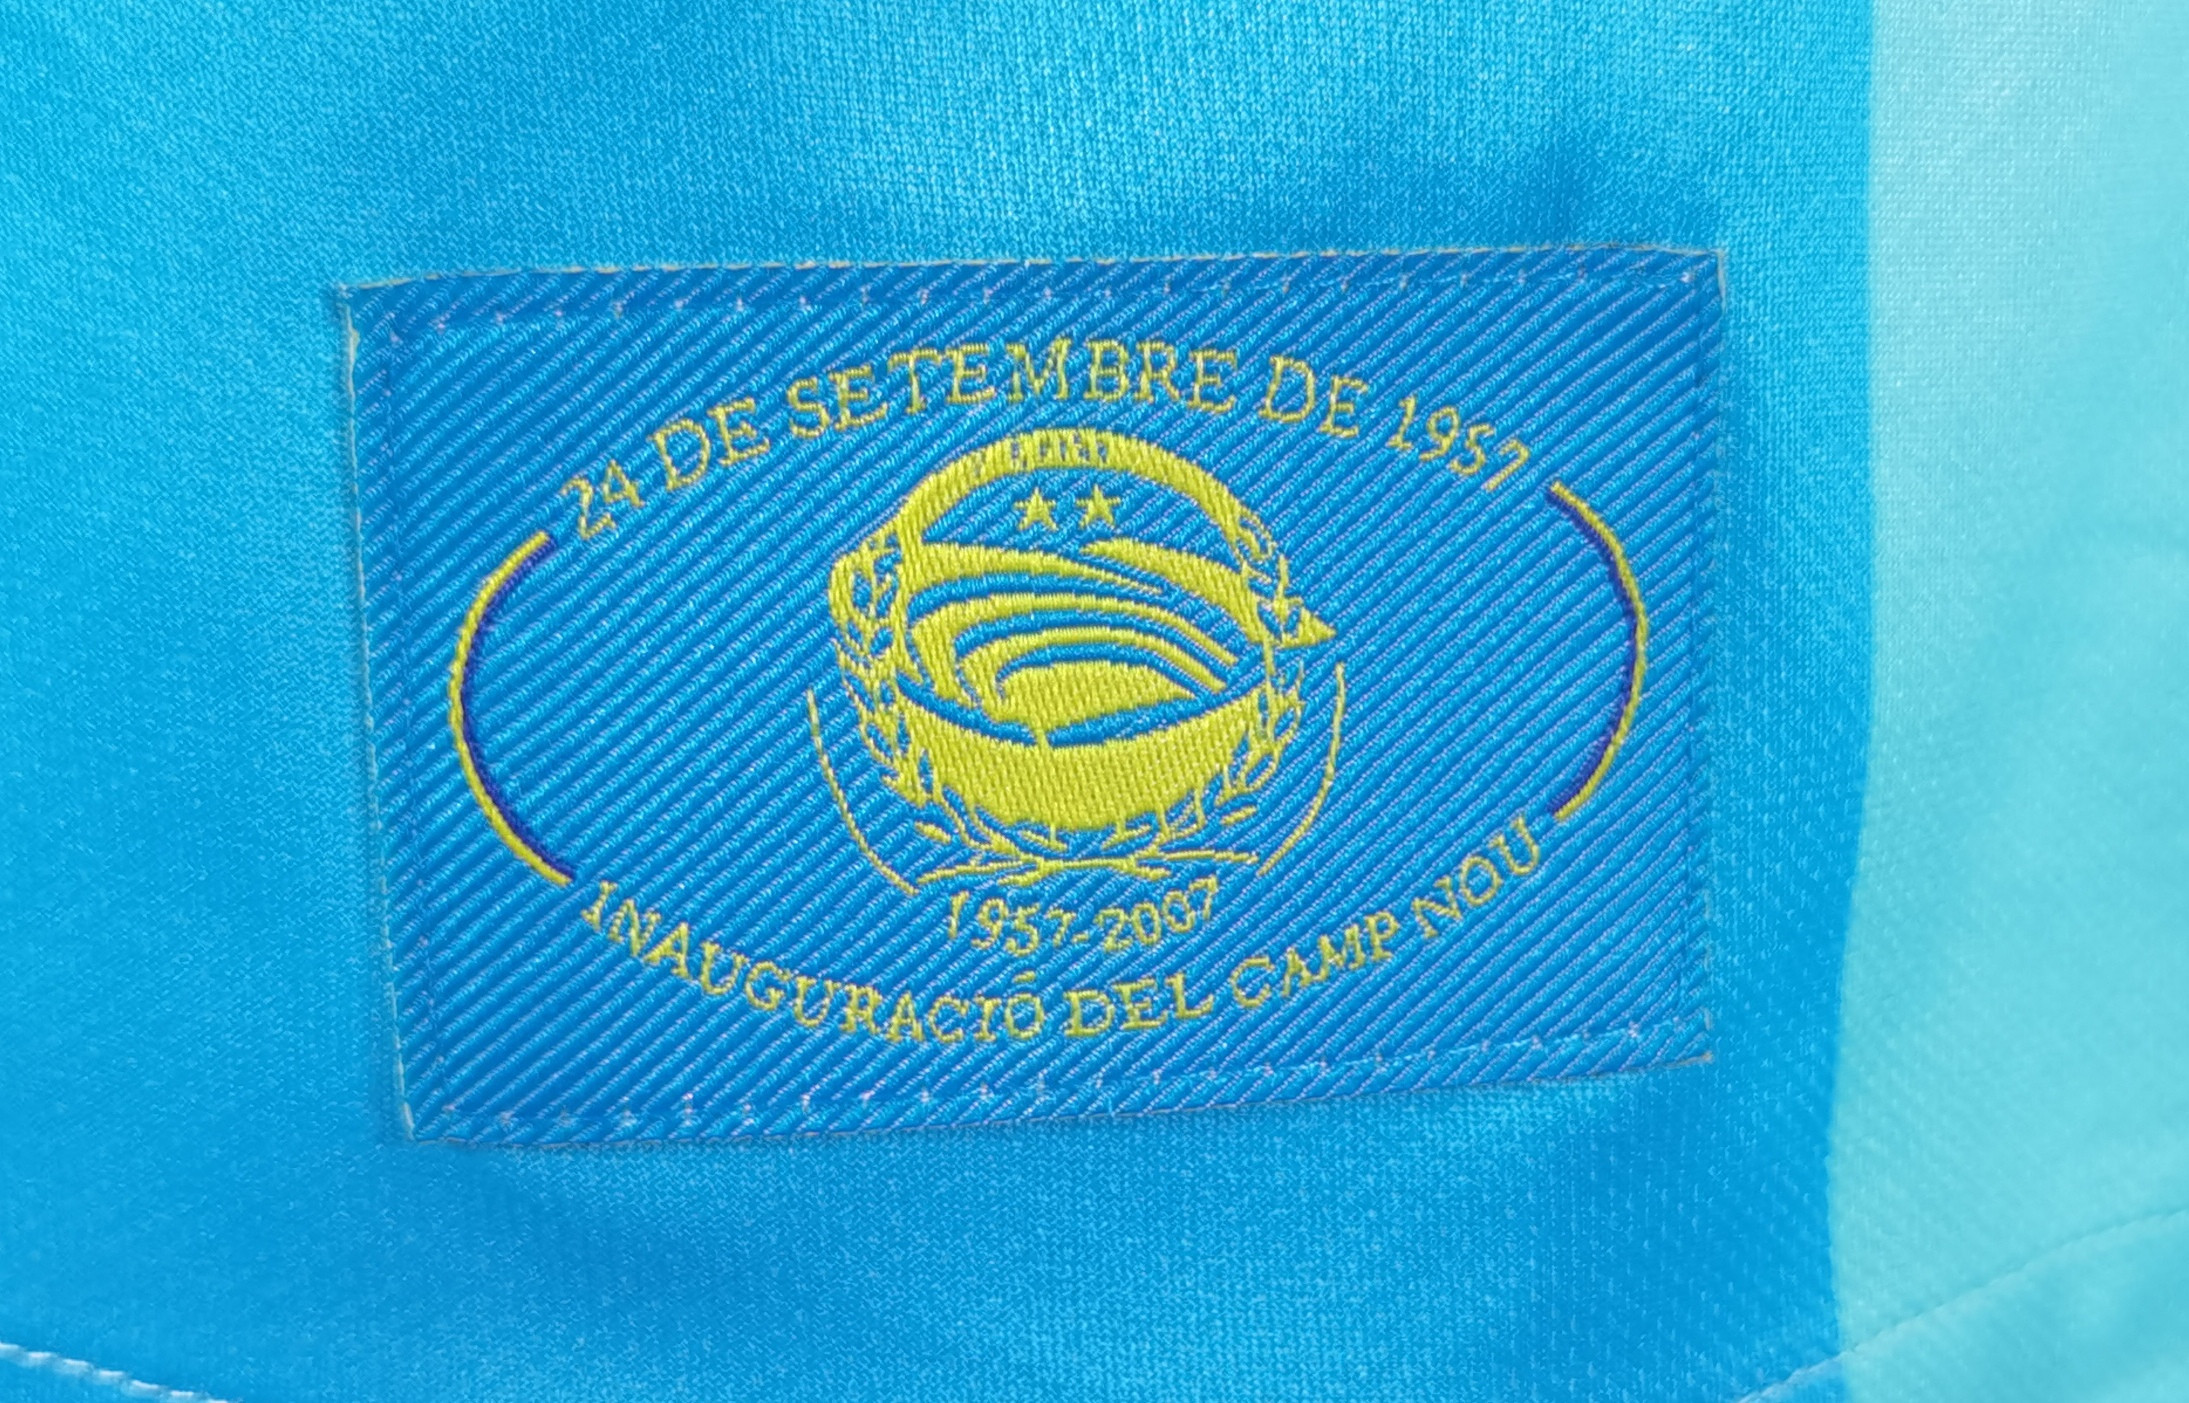 24 DE SETEMBRE DE 1957
1957-2007
INAUGURACIÓ DEL CAMP NOU